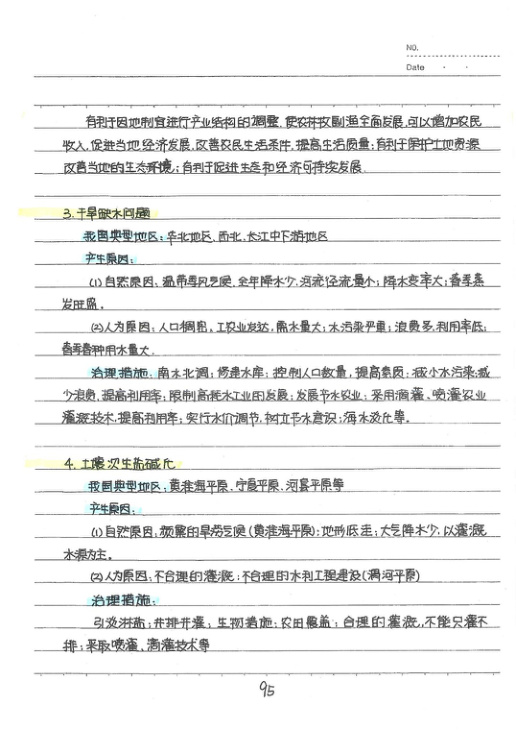 NO.
Date
有利于因地制宜进行产业结构的调整,使农林牧副渔全面发展,可以增加农民
收入,促进当地经济发展,改善农民生活条件,提高生活质量;有利于保护土地资源
改善当地的生态环境;有利于促进生态和经济可持续发展.
3.干旱缺水问题
我国典型地区:华北地区、西北、长江中下游地区
产生原因:
(1)自然原因:温带季风气候,全年降水少,河流径流量小;降水变率大;春季蒸
发旺盛。
(2)人为原因:人口稠密、工农业发达,需水量大;水污染严重;浪费多,利用率低;
春季春种用水量大.
治理措施:南水北调;修建水库;控制人口数量,提高素质;减小水污染;减
少浪费,提高利用率;限制高耗水工业的发展;发展节水农业;采用滴灌、喷灌农业
灌溉技术,提高利用率;实行水价调节,树立节水意识;海水淡化等。
4.土壤次生盐碱化
我国典型地区:黄淮海平原、宁夏平原、河套平原等
产生原因:
(1)自然原因:频繁的旱涝气候(黄淮海平原);地形低洼;大气降水少,以灌溉
水源为主。
(2)人为原因:不合理的灌溉;不合理的水利工程建设(渭河平原)
治理措施:
引淡淋盐;井排井灌;生物措施;农田覆盖;合理的灌溉,不能只灌不
排;采取喷灌、滴灌技术等
95